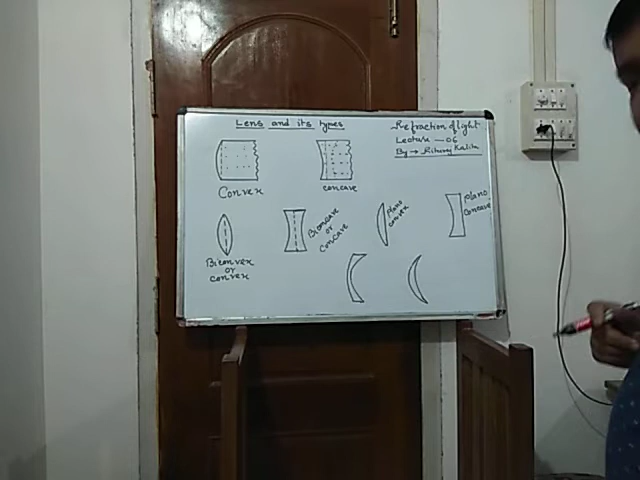 Lens and its types
Refraction of light
Lecture - 06
By → Kalita
Convex
concave
Biconvex
or
convex
Biconcave
or
Concave
Plano
convex
Plano
concave